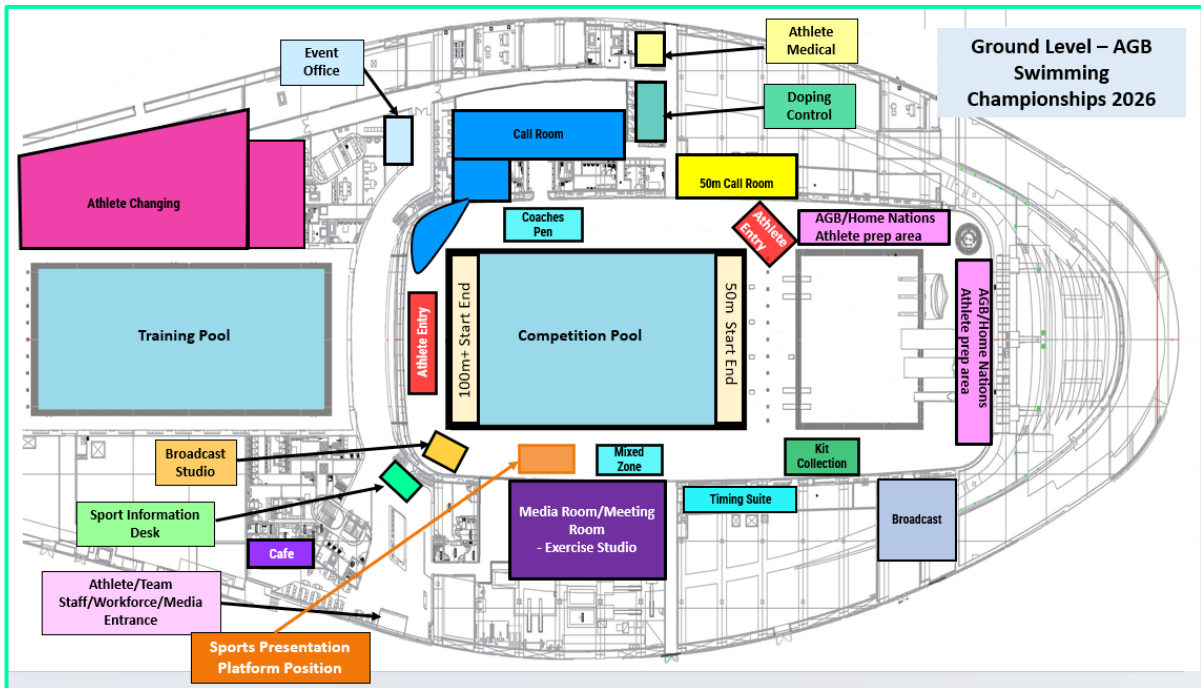 Ground Level – AGB
Swimming
Championships 2026
Event
Office
Athlete
Medical
Doping
Control
Call Room
50m Call Room
Athlete Changing
Coaches
Pen
Athlete
Entry
AGB/Home Nations
Athlete prep area
AGB/Home Nations
Athlete prep area
Training Pool
Athlete Entry
100m+ Start End
Competition Pool
50m Start End
Broadcast
Studio
Mixed
Zone
Kit
Collection
Sport Information
Desk
Media Room/Meeting
Room
- Exercise Studio
Timing Suite
Broadcast
Cafe
Athlete/Team
Staff/Workforce/Media
Entrance
Sports Presentation
Platform Position